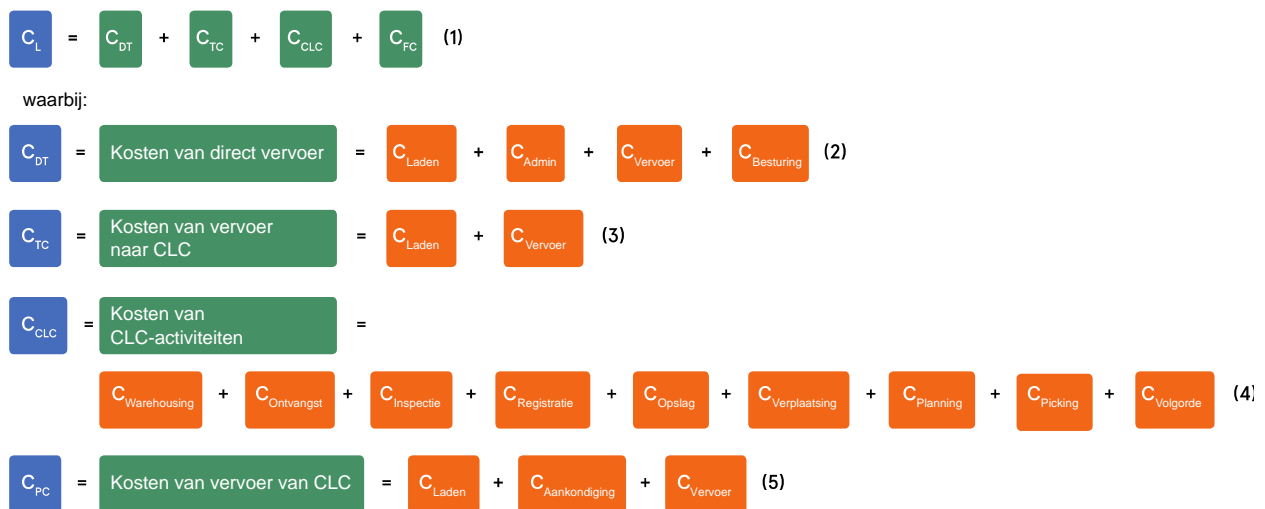 C_L = C_DT + C_TC + C_CLC + C_FC (1)
waarbij:
C_DT = Kosten van direct vervoer = C_Laden + C_Admin + C_Vervoer + C_Besturing (2)
C_TC = Kosten van vervoer
naar CLC = C_Laden + C_Vervoer (3)
C_CLC = Kosten van
CLC-activiteiten =
C_Warehousing + C_Ontvangst + C_Inspectie + C_Registratie + C_Opslag + C_Verplaatsing + C_Planning + C_Picking + C_Volgorde (4)
C_PC = Kosten van vervoer van CLC = C_Laden + C_Aankondiging + C_Vervoer (5)